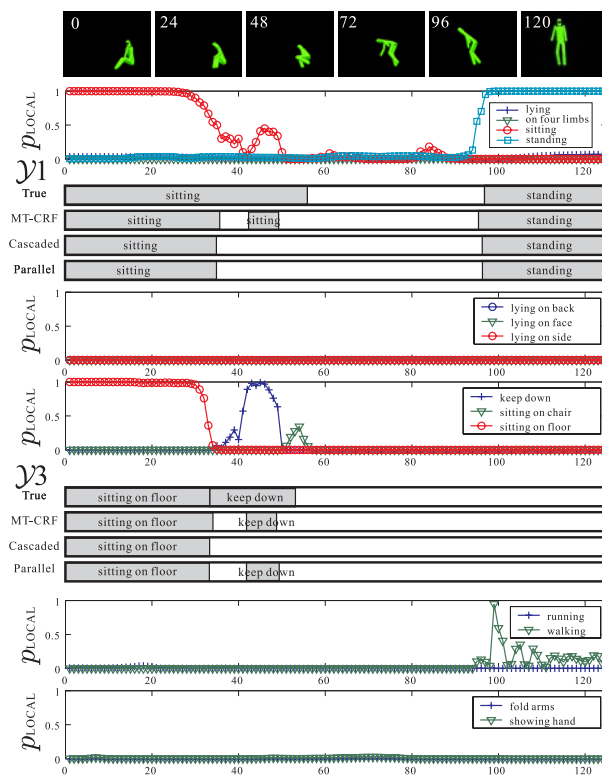 0 24 48 72 96 120
1
0.5
0
pLOCAL
lying
on four limbs
sitting
standing
0 20 40 60 80 100 120
Y1
True sitting standing
MT-CRF sitting sitting standing
Cascaded sitting standing
Parallel sitting standing
1
0.5
0
pLOCAL
lying on back
lying on face
lying on side
0 20 40 60 80 100 120
1
0.5
0
pLOCAL
keep down
sitting on chair
sitting on floor
0 20 40 60 80 100 120
Y3
True sitting on floor keep down
MT-CRF sitting on floor keep down
Cascaded sitting on floor
Parallel sitting on floor keep down
1
0.5
0
pLOCAL
running
walking
0 20 40 60 80 100 120
1
0.5
0
pLOCAL
fold arms
showing hand
0 20 40 60 80 100 120